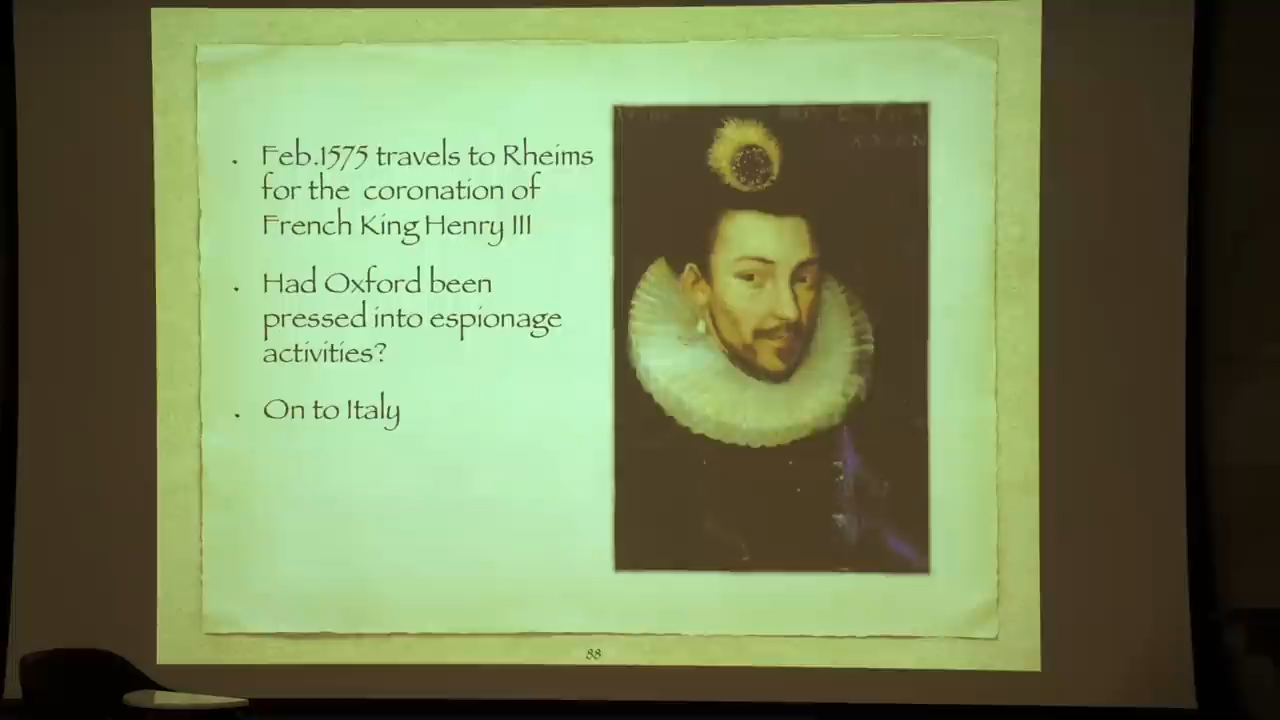 . Feb.1575 travels to Rheims
for the coronation of
French King Henry III
. Had Oxford been
pressed into espionage
activities?
. On to Italy
88